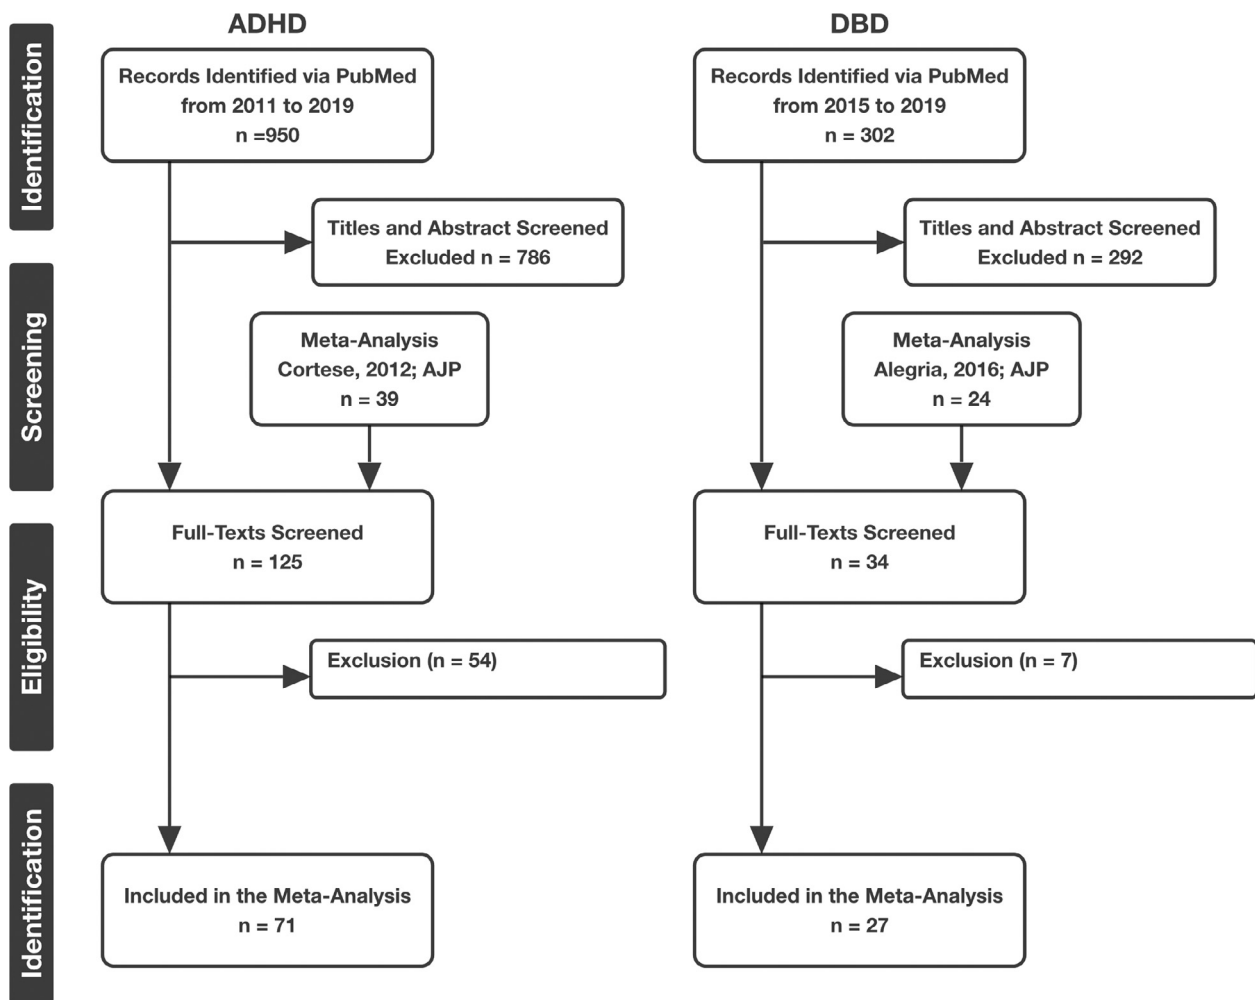 ADHD
DBD
Identification
Records Identified via PubMed
from 2011 to 2019
n =950
Records Identified via PubMed
from 2015 to 2019
n = 302
Titles and Abstract Screened
Excluded n = 786
Titles and Abstract Screened
Excluded n = 292
Screening
Meta-Analysis
Cortese, 2012; AJP
n = 39
Meta-Analysis
Alegria, 2016; AJP
n = 24
Eligibility
Full-Texts Screened
n = 125
Full-Texts Screened
n = 34
Exclusion (n = 54)
Exclusion (n = 7)
Identification
Included in the Meta-Analysis
n = 71
Included in the Meta-Analysis
n = 27